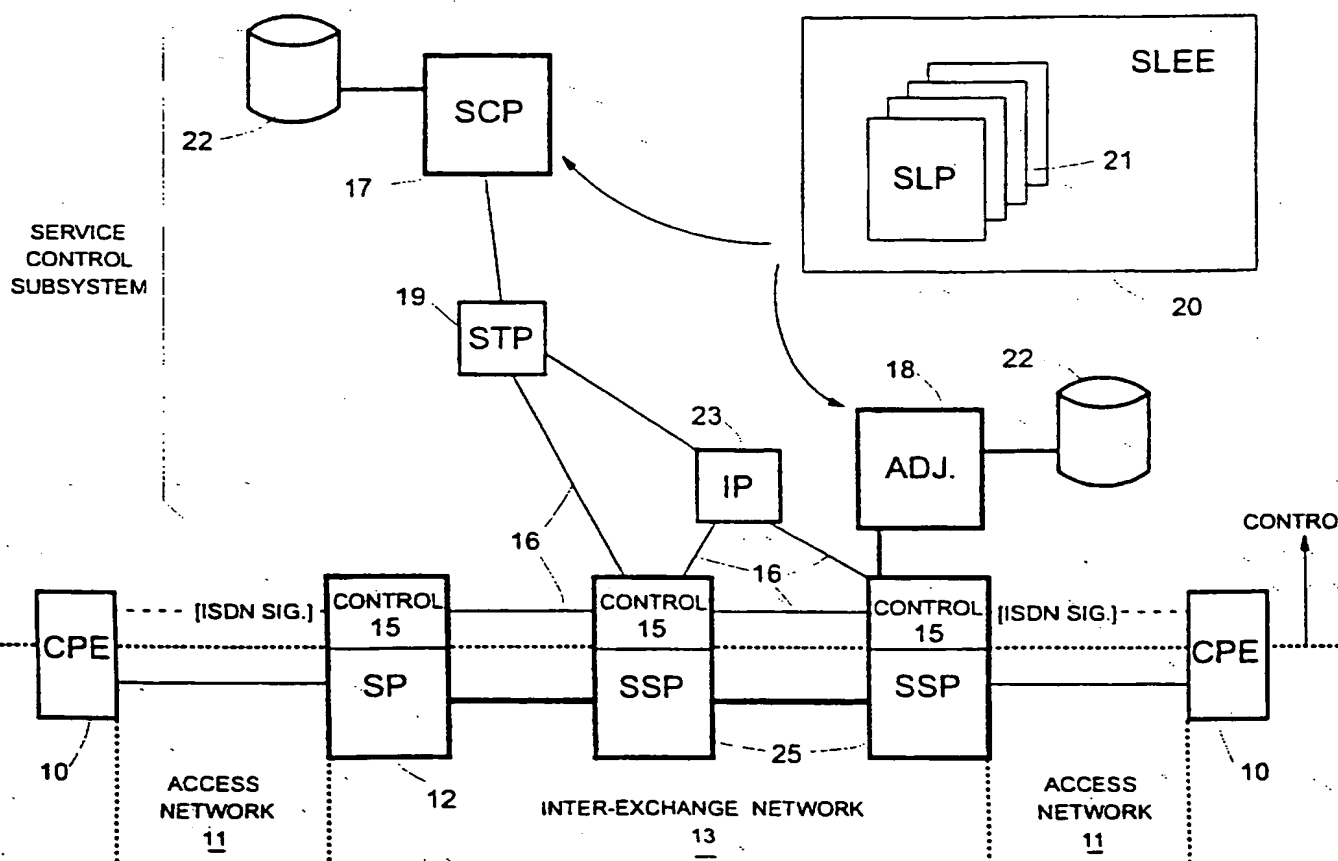 SLEE
SCP
22
21
SLP
17
SERVICE
CONTROL
SUBSYSTEM
19
20
STP
18
22
23
ADJ.
IP
CONTRO
16
16
[ISDN SIG.]
CONTROL
15
CONTROL
15
CONTROL
15
[ISDN SIG.]
CPE
CPE
SP
SSP
SSP
25
10
12
10
ACCESS
NETWORK
11
INTER-EXCHANGE NETWORK
13
ACCESS
NETWORK
11